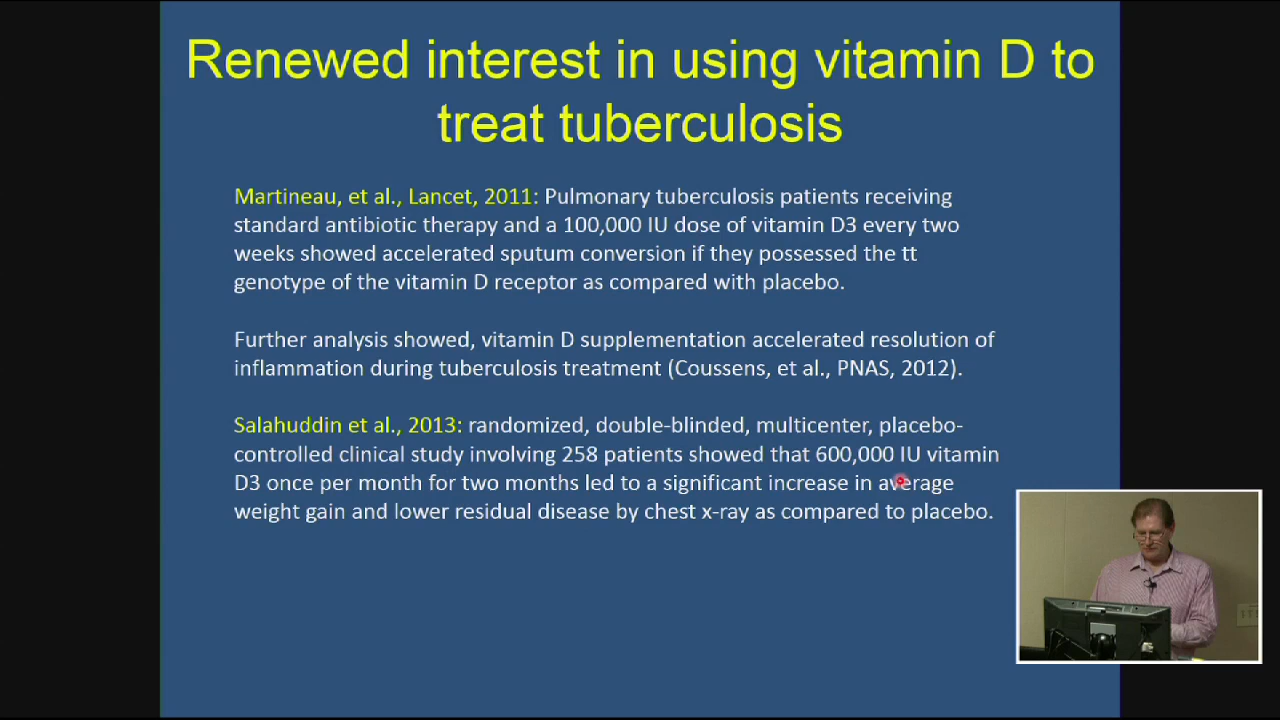 Renewed interest in using vitamin D to
treat tuberculosis
Martineau, et al., Lancet, 2011: Pulmonary tuberculosis patients receiving
standard antibiotic therapy and a 100,000 IU dose of vitamin D3 every two
weeks showed accelerated sputum conversion if they possessed the tt
genotype of the vitamin D receptor as compared with placebo.
Further analysis showed, vitamin D supplementation accelerated resolution of
inflammation during tuberculosis treatment (Coussens, et al., PNAS, 2012).
Salahuddin et al., 2013: randomized, double-blinded, multicenter, placebo-
controlled clinical study involving 258 patients showed that 600,000 IU vitamin
D3 once per month for two months led to a significant increase in average
weight gain and lower residual disease by chest x-ray as compared to placebo.